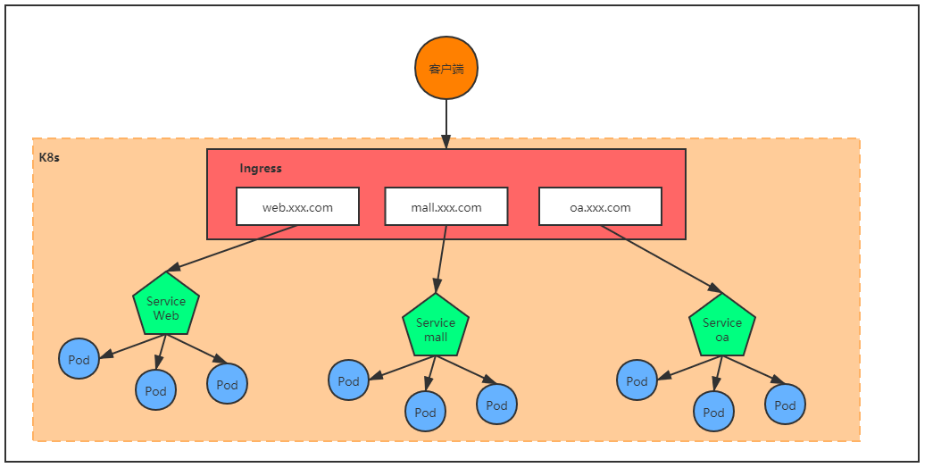 客户端
K8s
Ingress
web.xxx.com
mall.xxx.com
oa.xxx.com
Service
Web
Service
mall
Service
oa
Pod
Pod
Pod
Pod
Pod
Pod
Pod
Pod
Pod